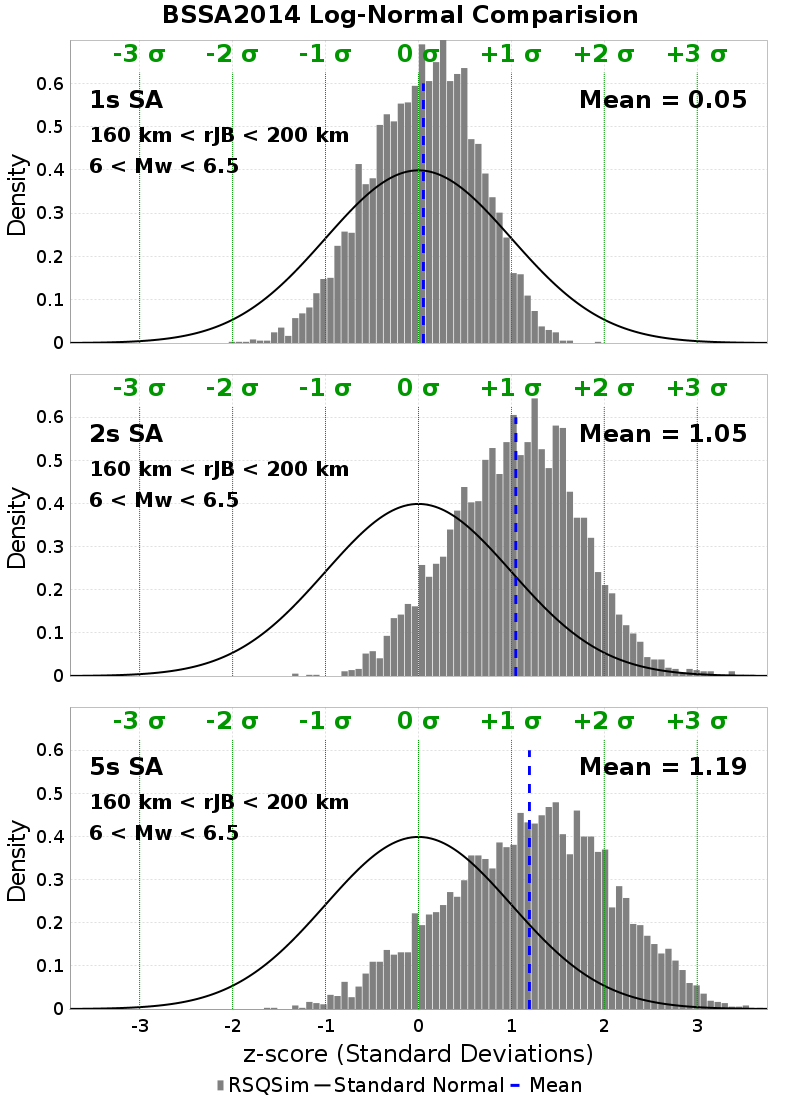 BSSA2014 Log-Normal Comparision
-3 σ -2 σ -1 σ 0 σ +1 σ +2 σ +3 σ
1s SA Mean = 0.05
160 km < rJB < 200 km
6 < Mw < 6.5
0.6
0.5
0.4
0.3
0.2
0.1
0
Density
-3 σ -2 σ -1 σ 0 σ +1 σ +2 σ +3 σ
2s SA Mean = 1.05
160 km < rJB < 200 km
6 < Mw < 6.5
0.6
0.5
0.4
0.3
0.2
0.1
0
Density
-3 σ -2 σ -1 σ 0 σ +1 σ +2 σ +3 σ
5s SA Mean = 1.19
160 km < rJB < 200 km
6 < Mw < 6.5
0.6
0.5
0.4
0.3
0.2
0.1
0
Density
-3 -2 -1 0 1 2 3
z-score (Standard Deviations)
RSQSim Standard Normal Mean